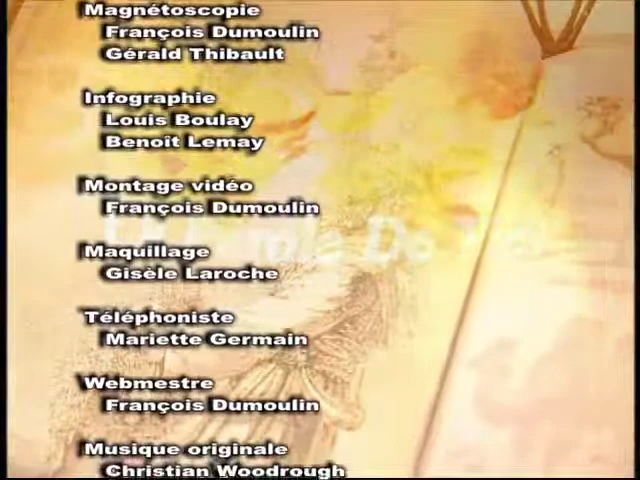 Magnétoscopie
François Dumoulin
Gérald Thibault
Infographie
Louis Boulay
Benoît Lemay
Montage vidéo
François Dumoulin
Maquillage
Gisèle Laroche
Téléphoniste
Mariette Germain
Webmestre
François Dumoulin
Musique originale
Christian Woodrough